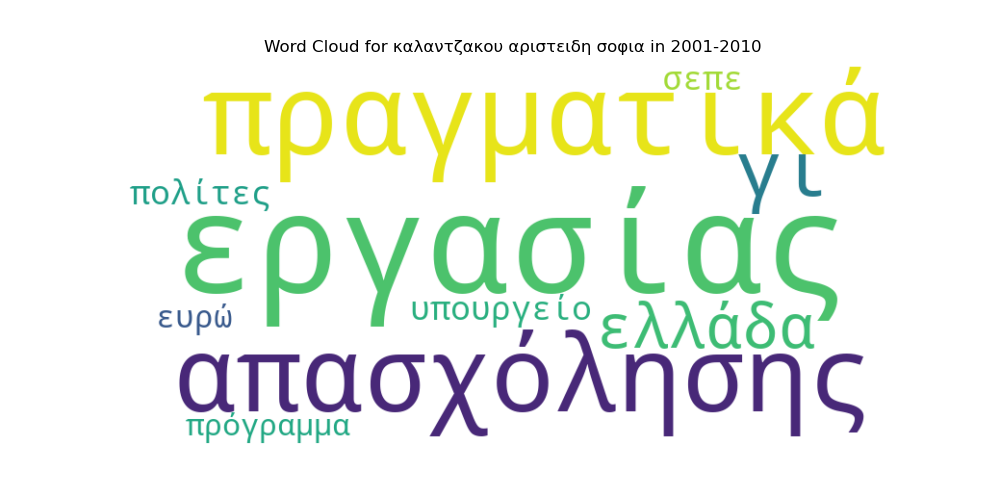 Word Cloud for καλαντζακου αριστειδη σοφια in 2001-2010
σεπε
πραγματικά
γι
πολίτες
εργασίας
υπουργείο
ευρώ
ελλάδα
απασχόλησης
πρόγραμμα